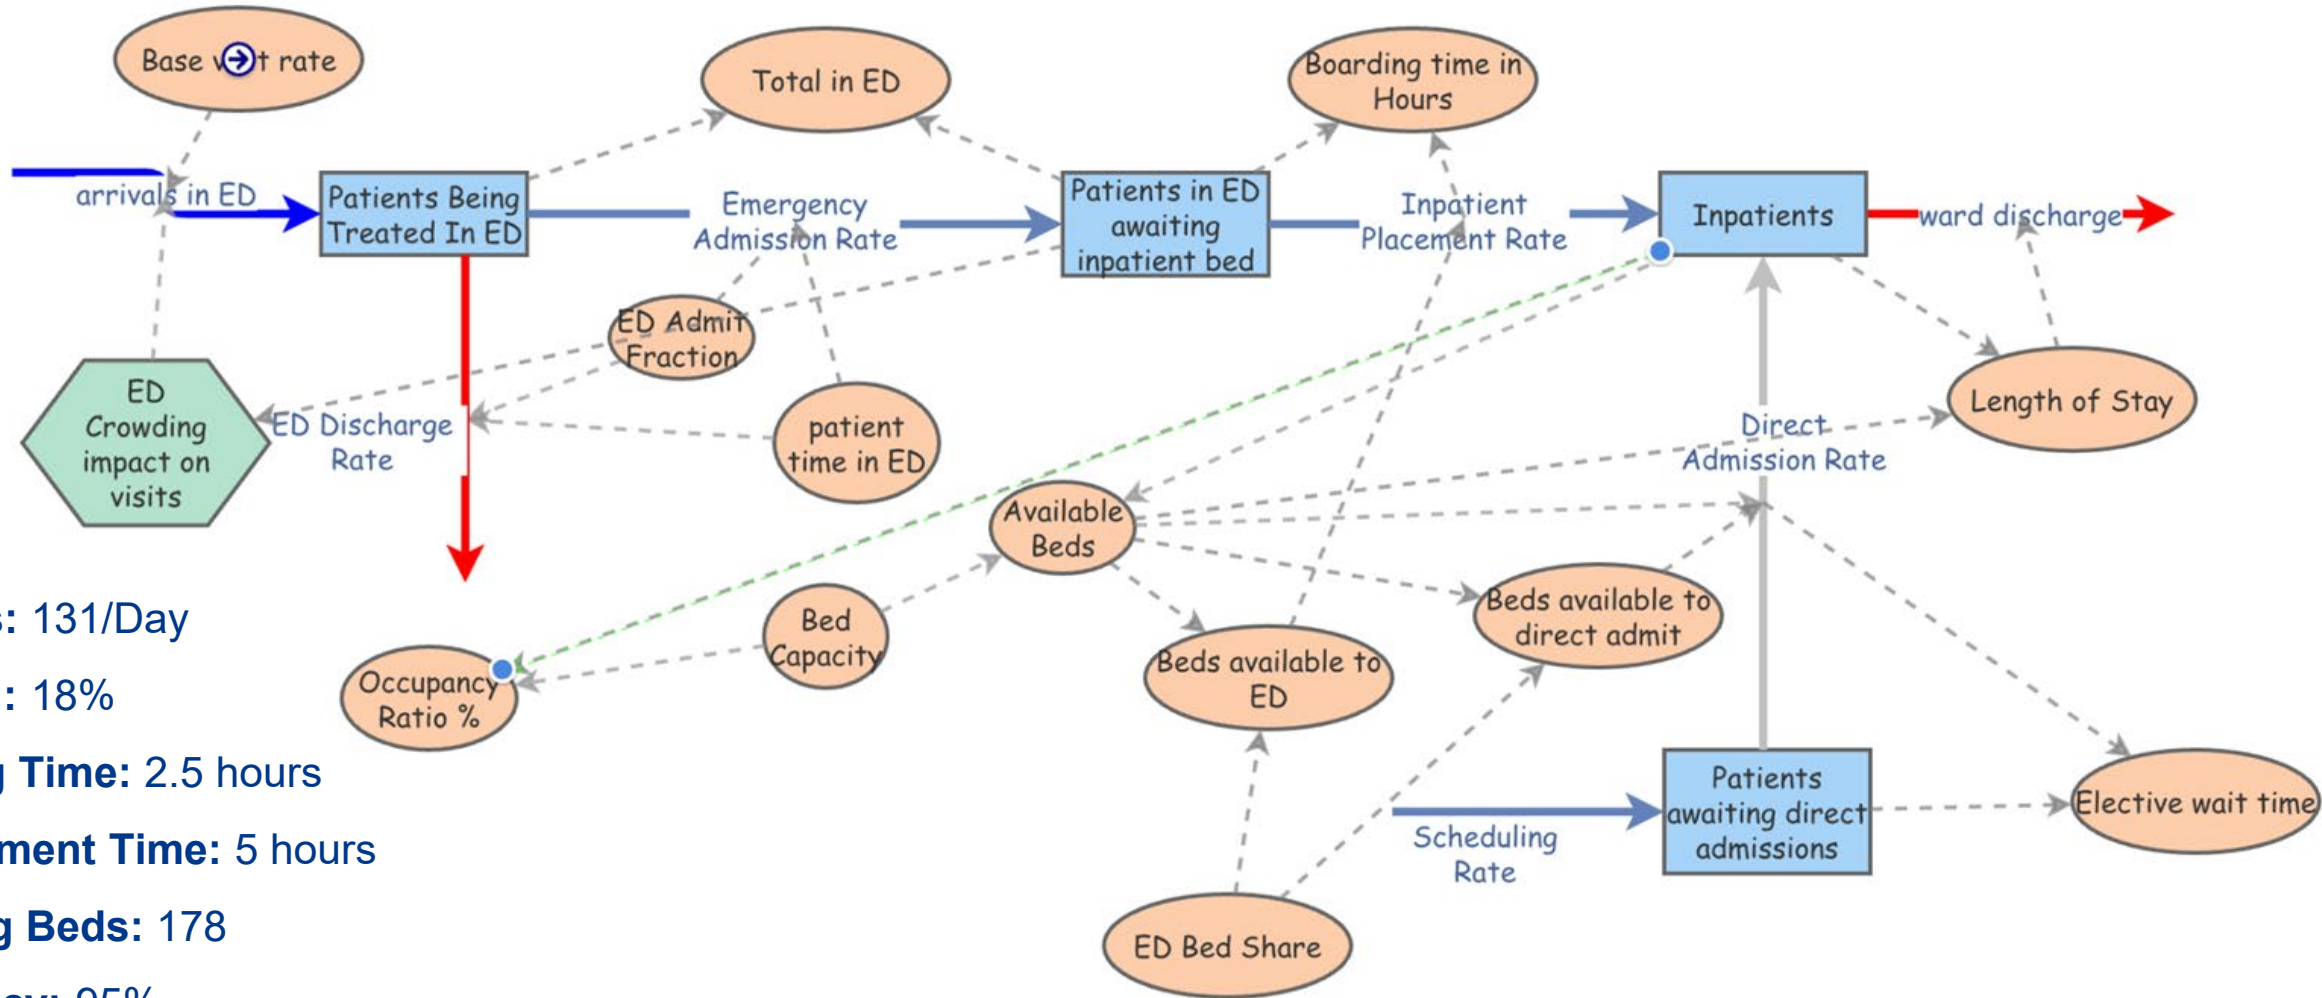 Base
rate
Total in ED
Boarding time in
Hours
arrivals in ED
Patients Being
Treated In ED
Emergency
Admission Rate
Patients in ED
awaiting
inpatient bed
Inpatient
Placement Rate
Inpatients
ward discharge
ED Admit
Fraction
ED
Crowding
impact on
visits
ED Discharge
Rate
patient
time in ED
Direct
Admission Rate
Length of Stay
Available
Beds
Bed
Capacity
Beds available to
direct admit
Beds available to
ED
Occupancy
Ratio %
Patients
awaiting direct
admissions
Elective wait time
Scheduling
Rate
ED Bed Share
: 131/Day
: 18%
Time: 2.5 hours
ment Time: 5 hours
Beds: 178
95%